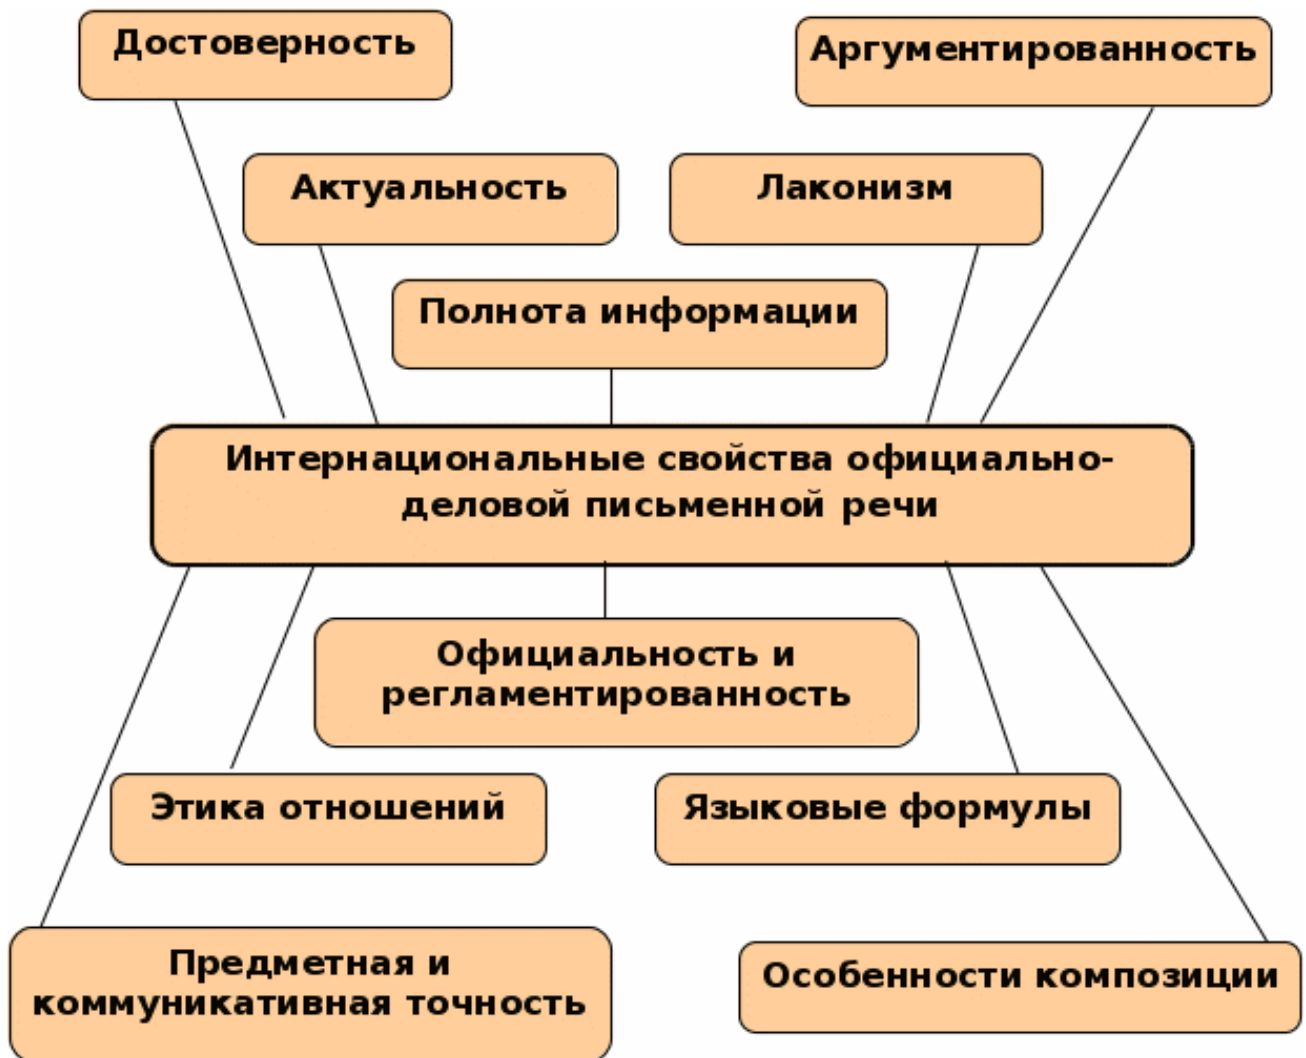 Достоверность
Аргументированность
Актуальность
Лаконизм
Полнота информации
Интернациональные свойства официально-
деловой письменной речи
Официальность и
регламентированность
Этика отношений
Языковые формулы
Предметная и
коммуникативная точность
Особенности композиции